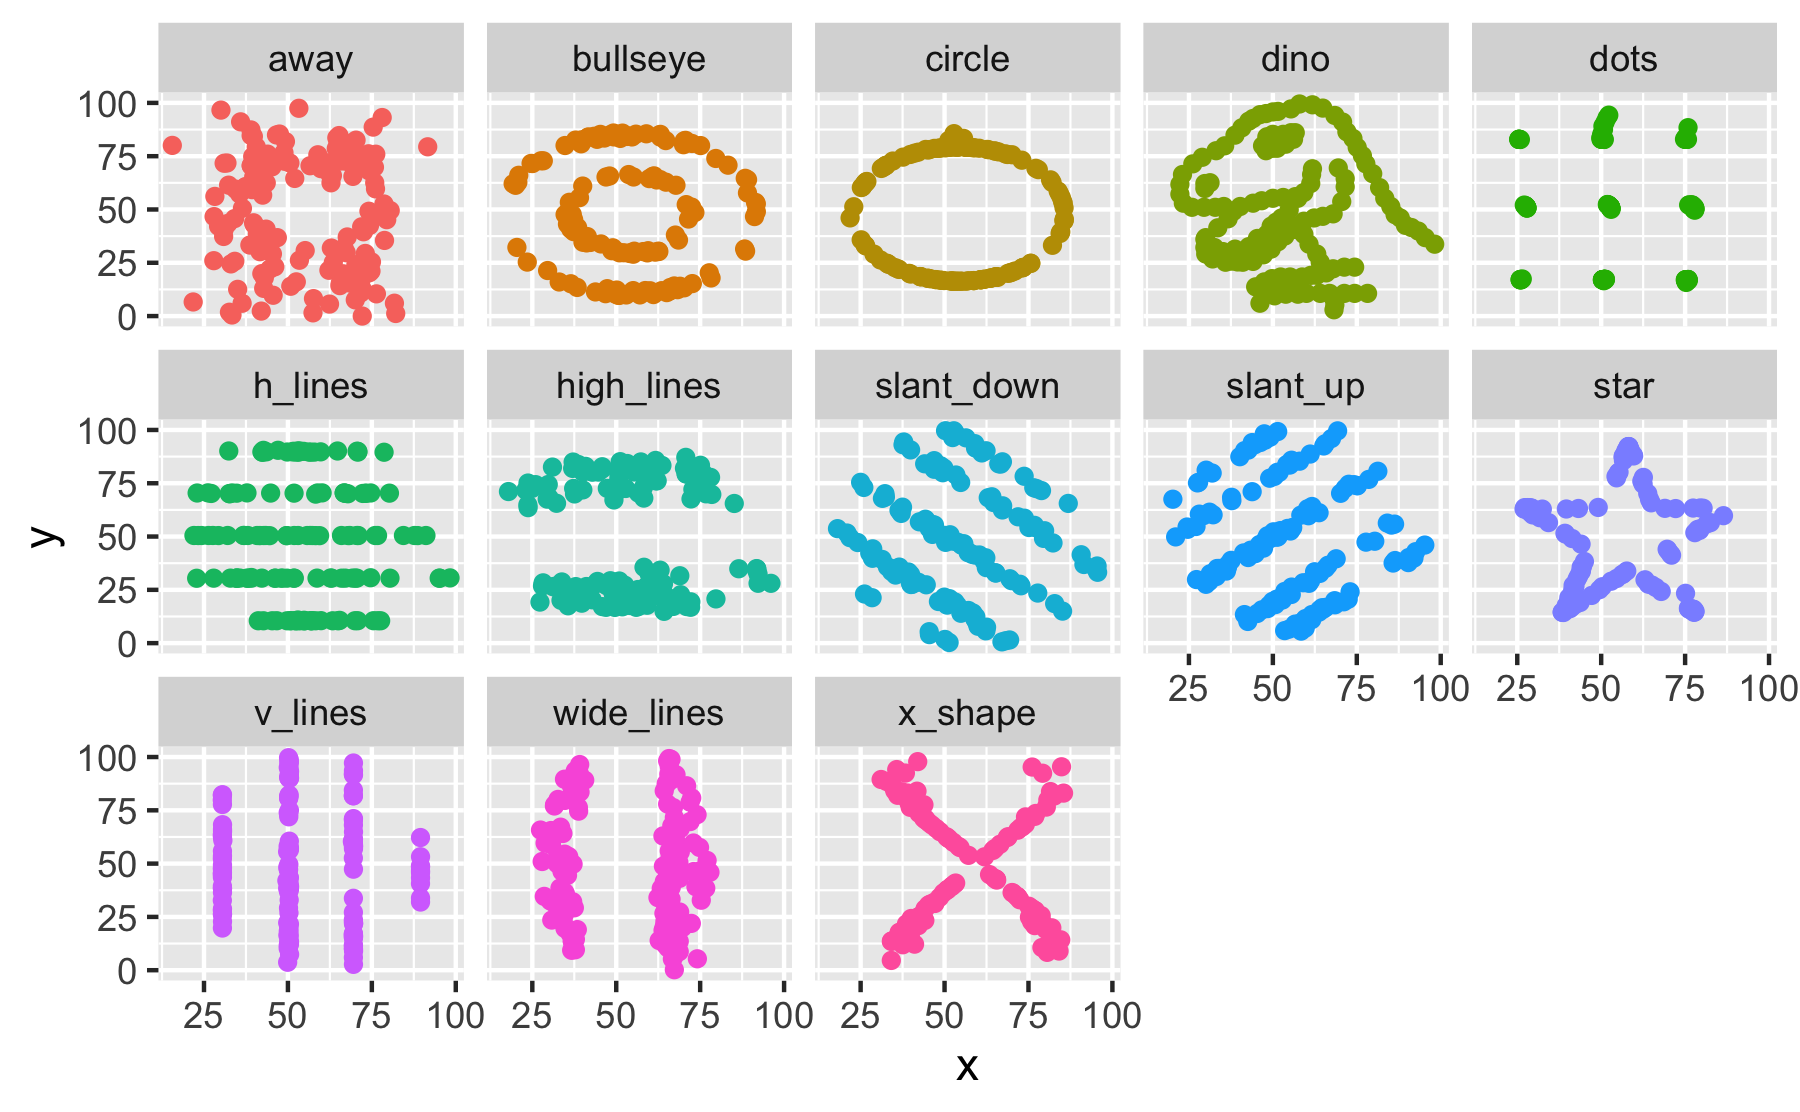 away bullseye circle dino dots
100
75
50
25
0
h_lines high_lines slant_down slant_up star
100
75
50
25
0
25 50 75 100 25 50 75 100
v_lines wide_lines x_shape
100
75
50
25
0
25 50 75 100 25 50 75 100 25 50 75 100
x
y